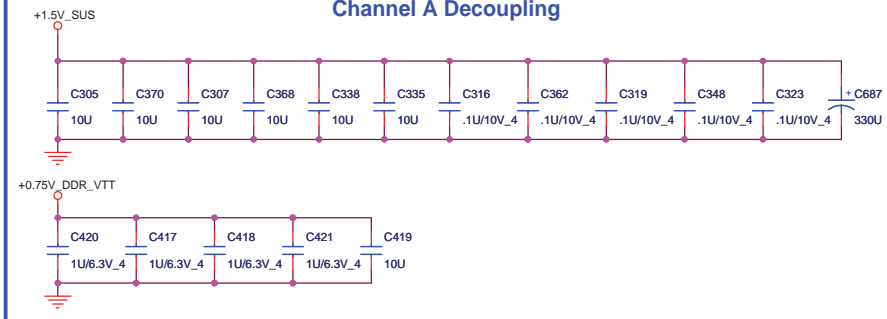 Channel A Decoupling
+1.5V_SUS
C305 C370 C307 C368 C338 C335 C316 C362 C319 C348 C323 + C687
10U 10U 10U 10U 10U 10U .1U/10V_4 .1U/10V_4 .1U/10V_4 .1U/10V_4 .1U/10V_4 330U
+0.75V_DDR_VTT
C420 C417 C418 C421 C419
1U/6.3V_4 1U/6.3V_4 1U/6.3V_4 1U/6.3V_4 10U